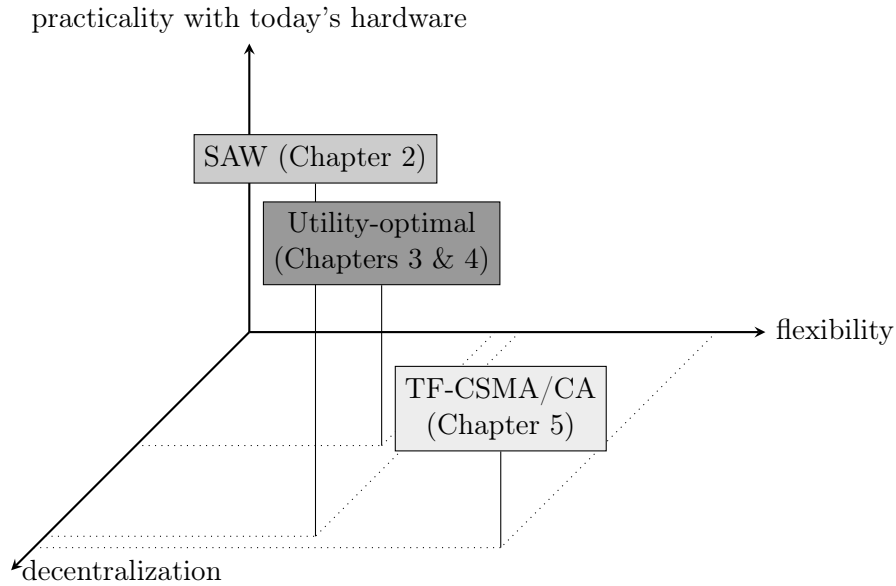 practicality with today's hardware
SAW (Chapter 2)
Utility-optimal
(Chapters 3 & 4)
flexibility
TF-CSMA/CA
(Chapter 5)
decentralization